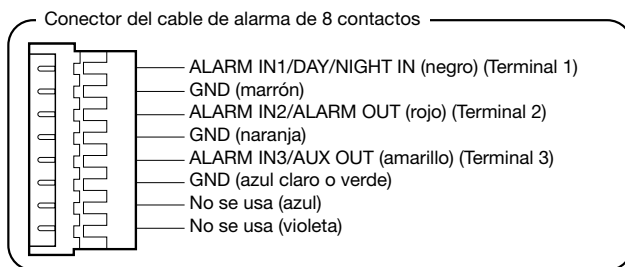 Conector del cable de alarma de 8 contactos
ALARM IN1/DAY/NIGHT IN (negro) (Terminal 1)
GND (marrón)
ALARM IN2/ALARM OUT (rojo) (Terminal 2)
GND (naranja)
ALARM IN3/AUX OUT (amarillo) (Terminal 3)
GND (azul claro o verde)
No se usa (azul)
No se usa (violeta)